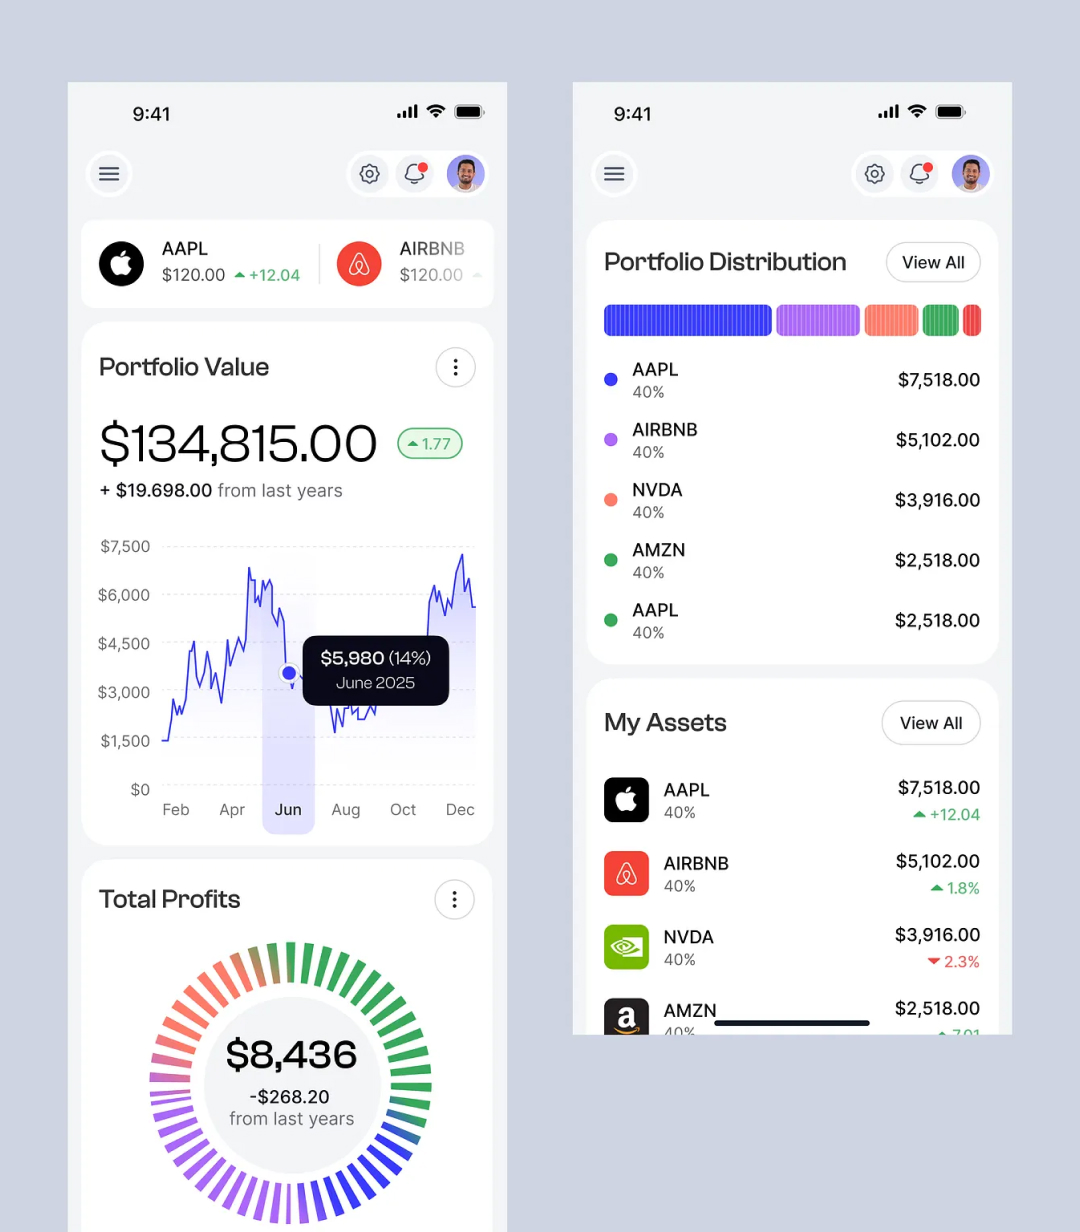 9:41
AAPL
$120.00 +12.04
AIRBNB
$120.00
Portfolio Value
$134,815.00 1.77
+ $19.698.00 from last years
$7,500
$6,000
$4,500
$3,000
$1,500
$0
$5,980 (14%)
June 2025
Feb Apr Jun Aug Oct Dec
Total Profits
$8,436
-$268.20
from last years
9:41
Portfolio Distribution View All
AAPL
40%
$7,518.00
AIRBNB
40%
$5,102.00
NVDA
40%
$3,916.00
AMZN
40%
$2,518.00
AAPL
40%
$2,518.00
My Assets View All
AAPL
40%
$7,518.00
+12.04
AIRBNB
40%
$5,102.00
1.8%
NVDA
40%
$3,916.00
2.3%
a
AMZN
40%
$2,518.00
7.01